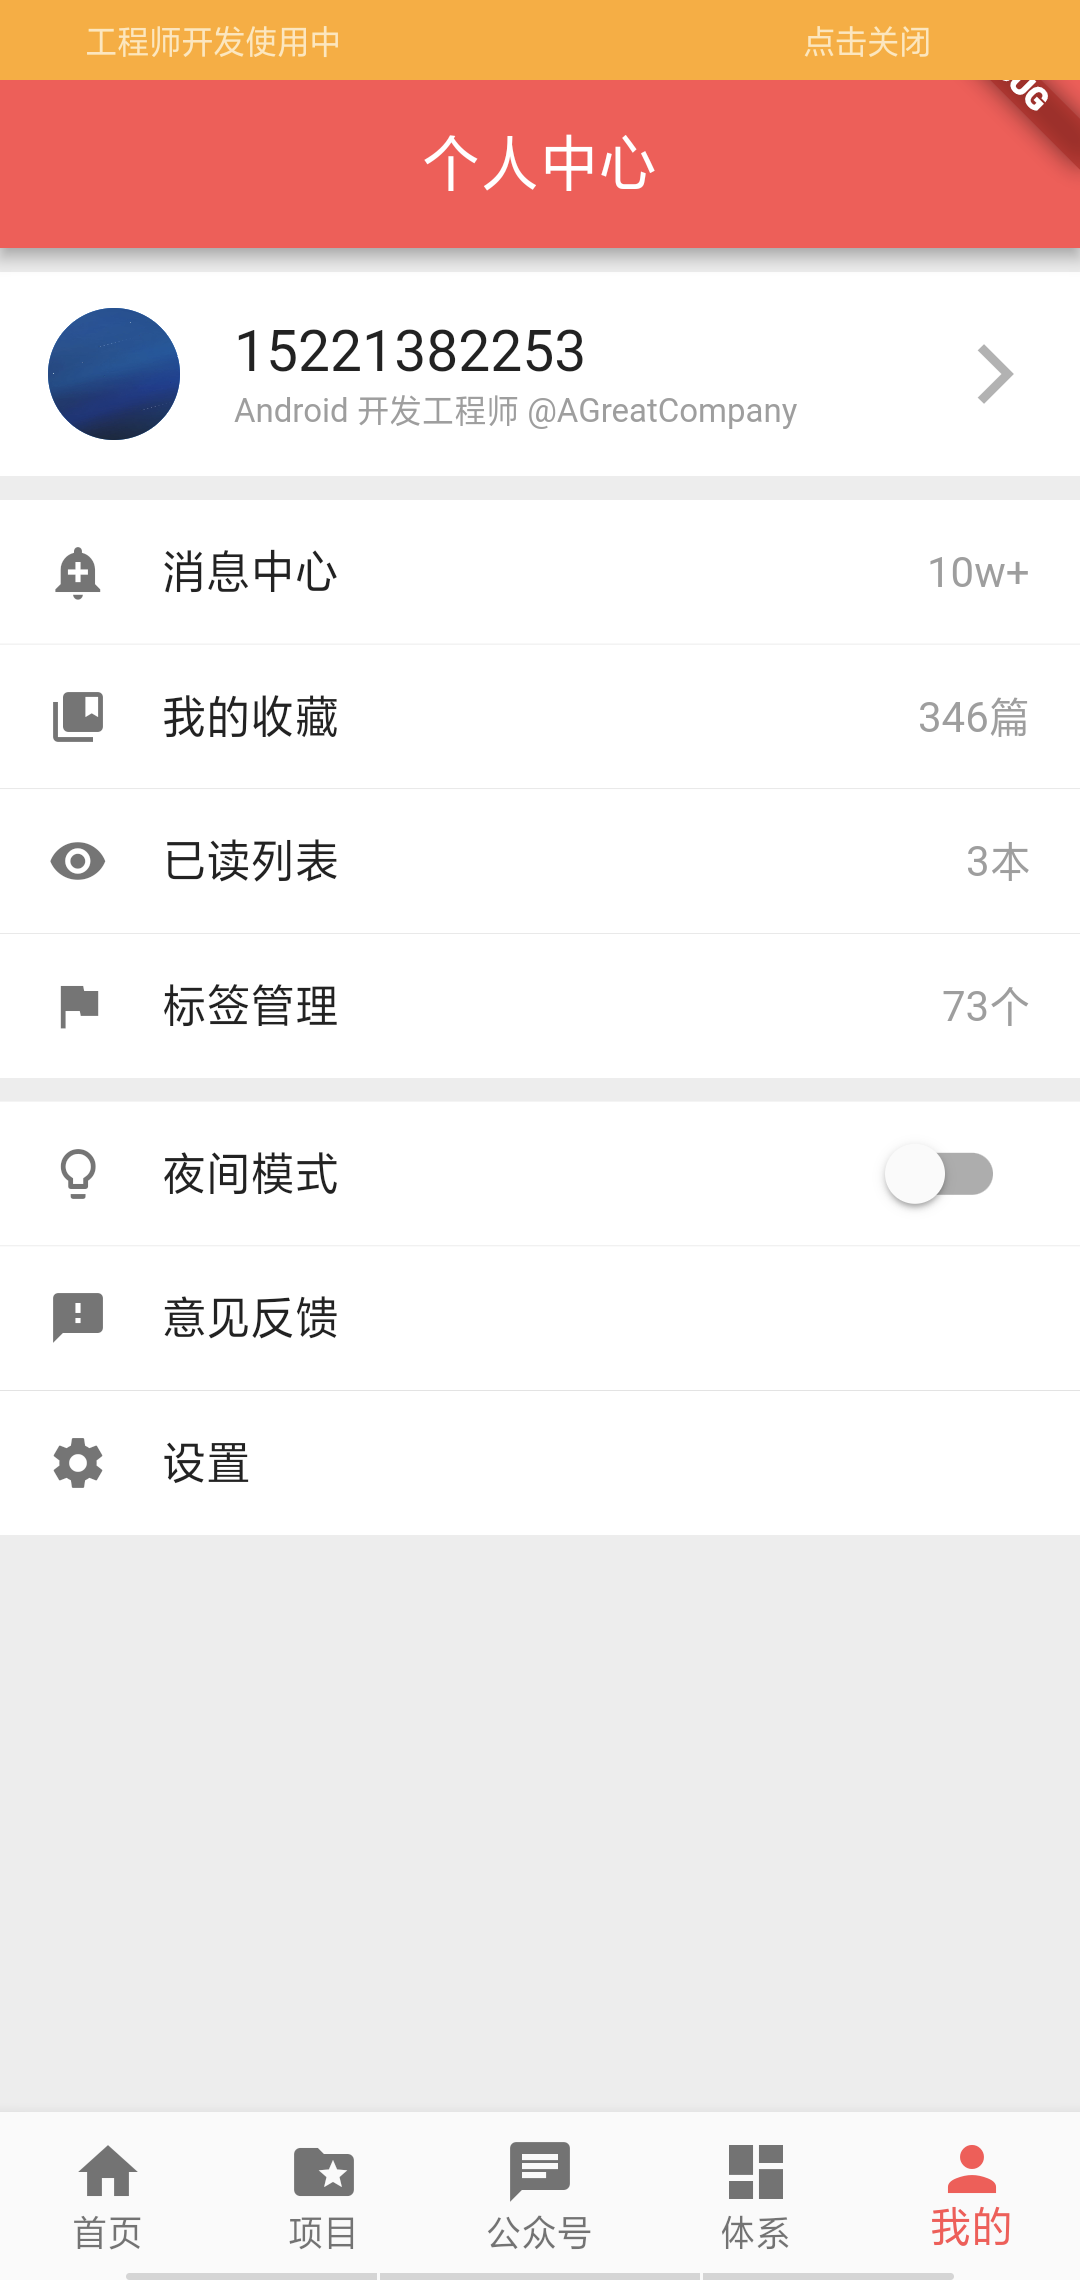 工程师开发使用中 点击关闭
UG
个人中心
15221382253
Android 开发工程师 @AGreatCompany
消息中心 10w+
我的收藏 346篇
已读列表 3本
标签管理 73个
夜间模式
意见反馈
设置
首页 项目 公众号 体系 我的